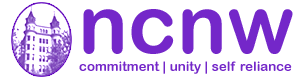 ncnw
commitment | unity | self reliance